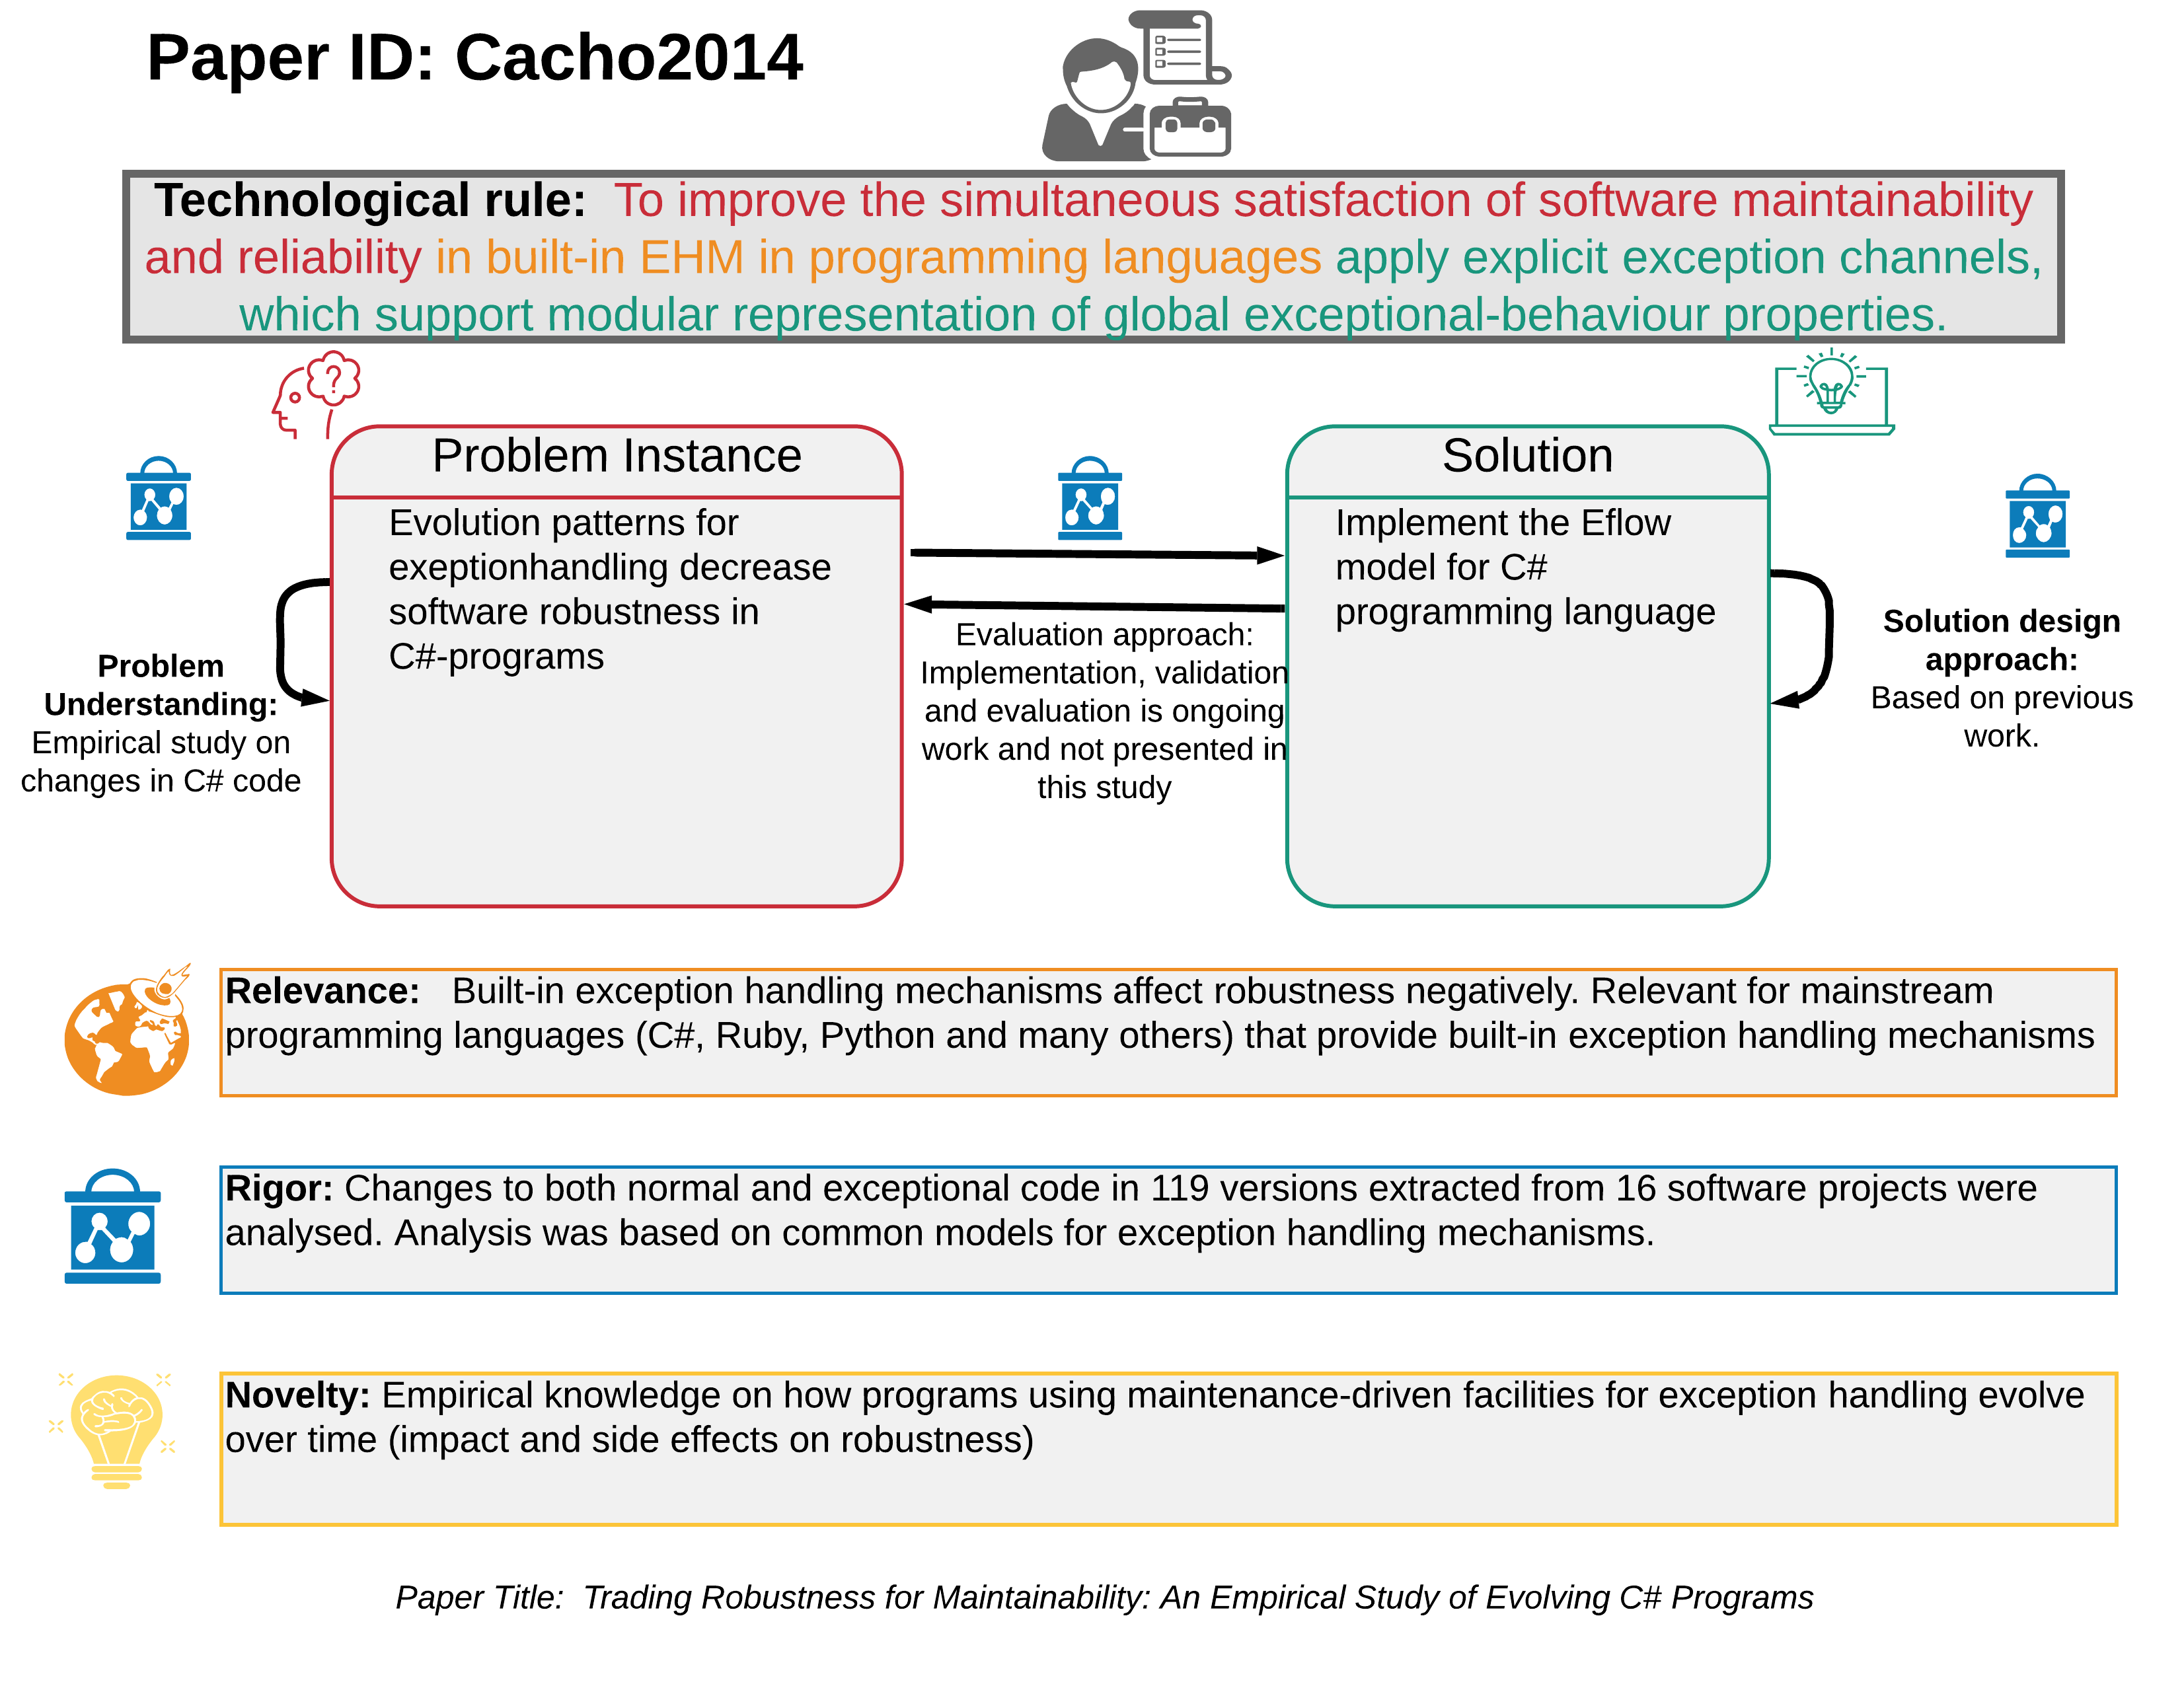 Paper ID: Cacho2014
Technological rule: To improve the simultaneous satisfaction of software maintainability
and reliability in built-in EHM in programming languages apply explicit exception channels,
which support modular representation of global exceptional-behaviour properties.
?
Problem Instance
Evolution patterns for
exeptionhandling decrease
software robustness in
C#-programs
Solution
Implement the Eflow
model for C#
programming language
Problem
Understanding:
Empirical study on
changes in C# code
Evaluation approach:
Implementation, validation
and evaluation is ongoing
work and not presented in
this study
Solution design
approach:
Based on previous
work.
Relevance: Built-in exception handling mechanisms affect robustness negatively. Relevant for mainstream
programming languages (C#, Ruby, Python and many others) that provide built-in exception handling mechanisms
Rigor: Changes to both normal and exceptional code in 119 versions extracted from 16 software projects were
analysed. Analysis was based on common models for exception handling mechanisms.
Novelty: Empirical knowledge on how programs using maintenance-driven facilities for exception handling evolve
over time (impact and side effects on robustness)
Paper Title: Trading Robustness for Maintainability: An Empirical Study of Evolving C# Programs